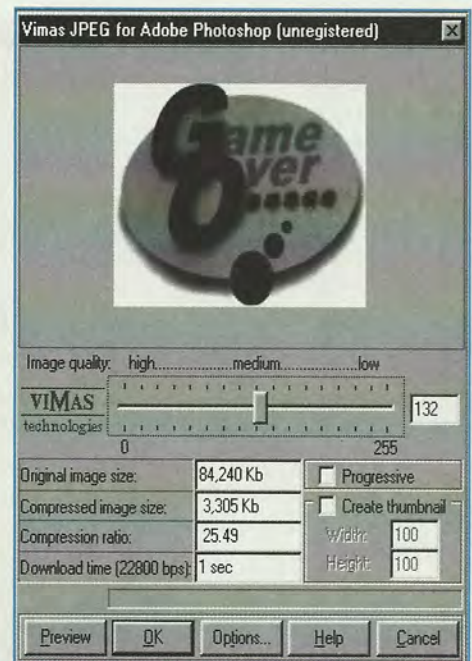 Vimas JPEG for Adobe Photoshop (unregistered)
Game
Over
Image quality: high....................medium....................low
VIMAS
technologies
132
0 255
Original image size: 84,240 Kb
Compressed image size: 3,305 Kb
Compression ratio: 25.49
Download time (22800 bps): 1 sec
Progressive
Create thumbnail
Width: 100
Height: 100
Preview OK Options... Help Cancel